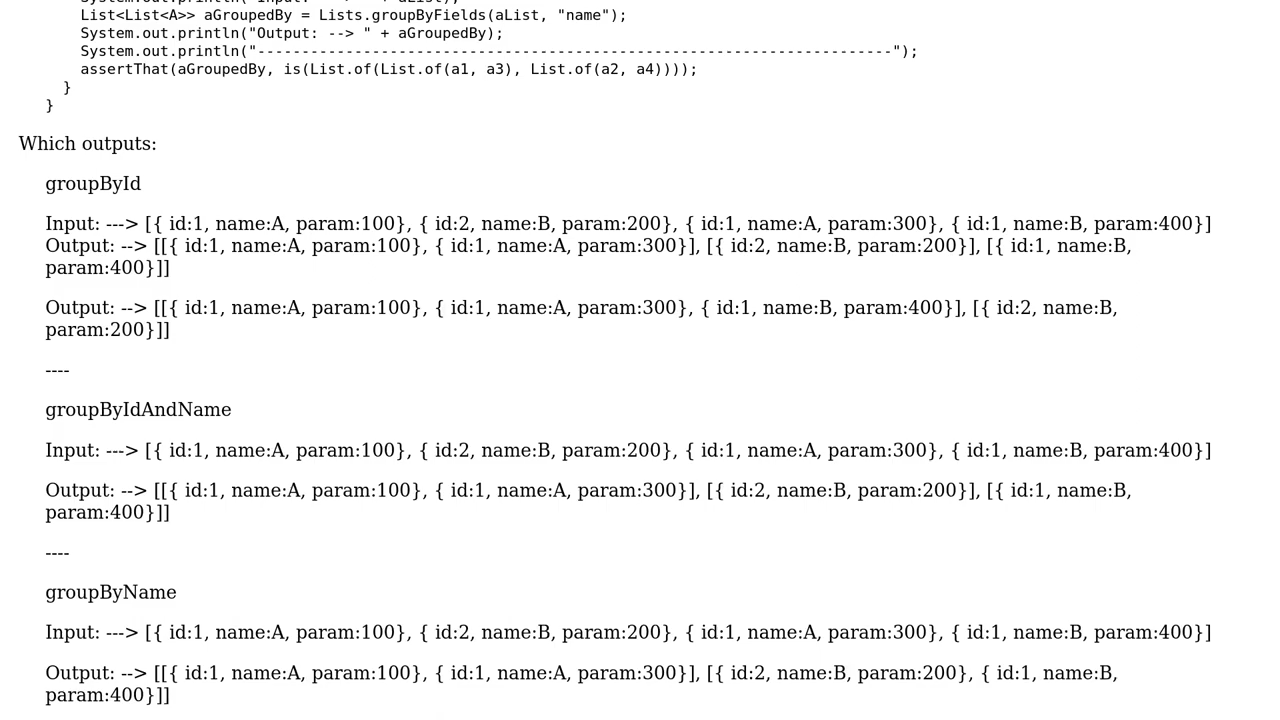 List<List<A>> aGroupedBy = Lists.groupByFields(aList, "name");
System.out.println("Output: --> " + aGroupedBy);
System.out.println("------------------------------------------------------------------------");
assertThat(aGroupedBy, is(List.of(List.of(a1, a3), List.of(a2, a4))));
}
}
Which outputs:
groupById
Input: ---> [{ id:1, name:A, param:100}, { id:2, name:B, param:200}, { id:1, name:A, param:300}, { id:1, name:B, param:400}]
Output: --> [[{ id:1, name:A, param:100}, { id:1, name:A, param:300}], [{ id:2, name:B, param:200}], [{ id:1, name:B,
param:400}]]
Output: --> [[{ id:1, name:A, param:100}, { id:1, name:A, param:300}, { id:1, name:B, param:400}], [{ id:2, name:B,
param:200}]]
----
groupByIdAndName
Input: ---> [{ id:1, name:A, param:100}, { id:2, name:B, param:200}, { id:1, name:A, param:300}, { id:1, name:B, param:400}]
Output: --> [[{ id:1, name:A, param:100}, { id:1, name:A, param:300}], [{ id:2, name:B, param:200}], [{ id:1, name:B,
param:400}]]
----
groupByName
Input: ---> [{ id:1, name:A, param:100}, { id:2, name:B, param:200}, { id:1, name:A, param:300}, { id:1, name:B, param:400}]
Output: --> [[{ id:1, name:A, param:100}, { id:1, name:A, param:300}], [{ id:2, name:B, param:200}, { id:1, name:B,
param:400}]]